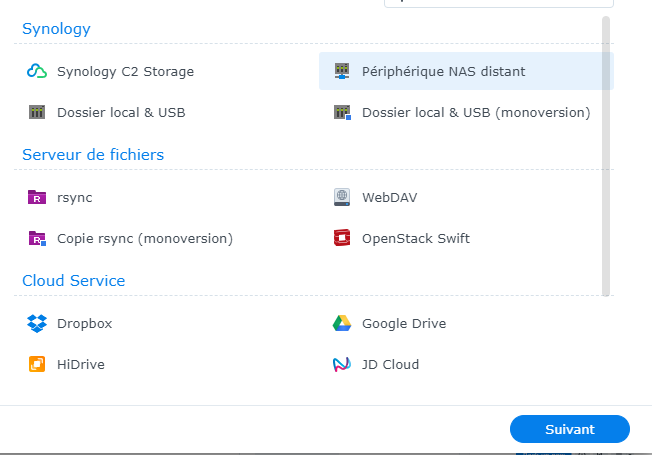 Synology
Synology C2 Storage
Périphérique NAS distant
Dossier local & USB
Dossier local & USB (monoversion)
Serveur de fichiers
rsync
WebDAV
Copie rsync (monoversion)
OpenStack Swift
Cloud Service
Dropbox
Google Drive
HiDrive
JD Cloud
Suivant